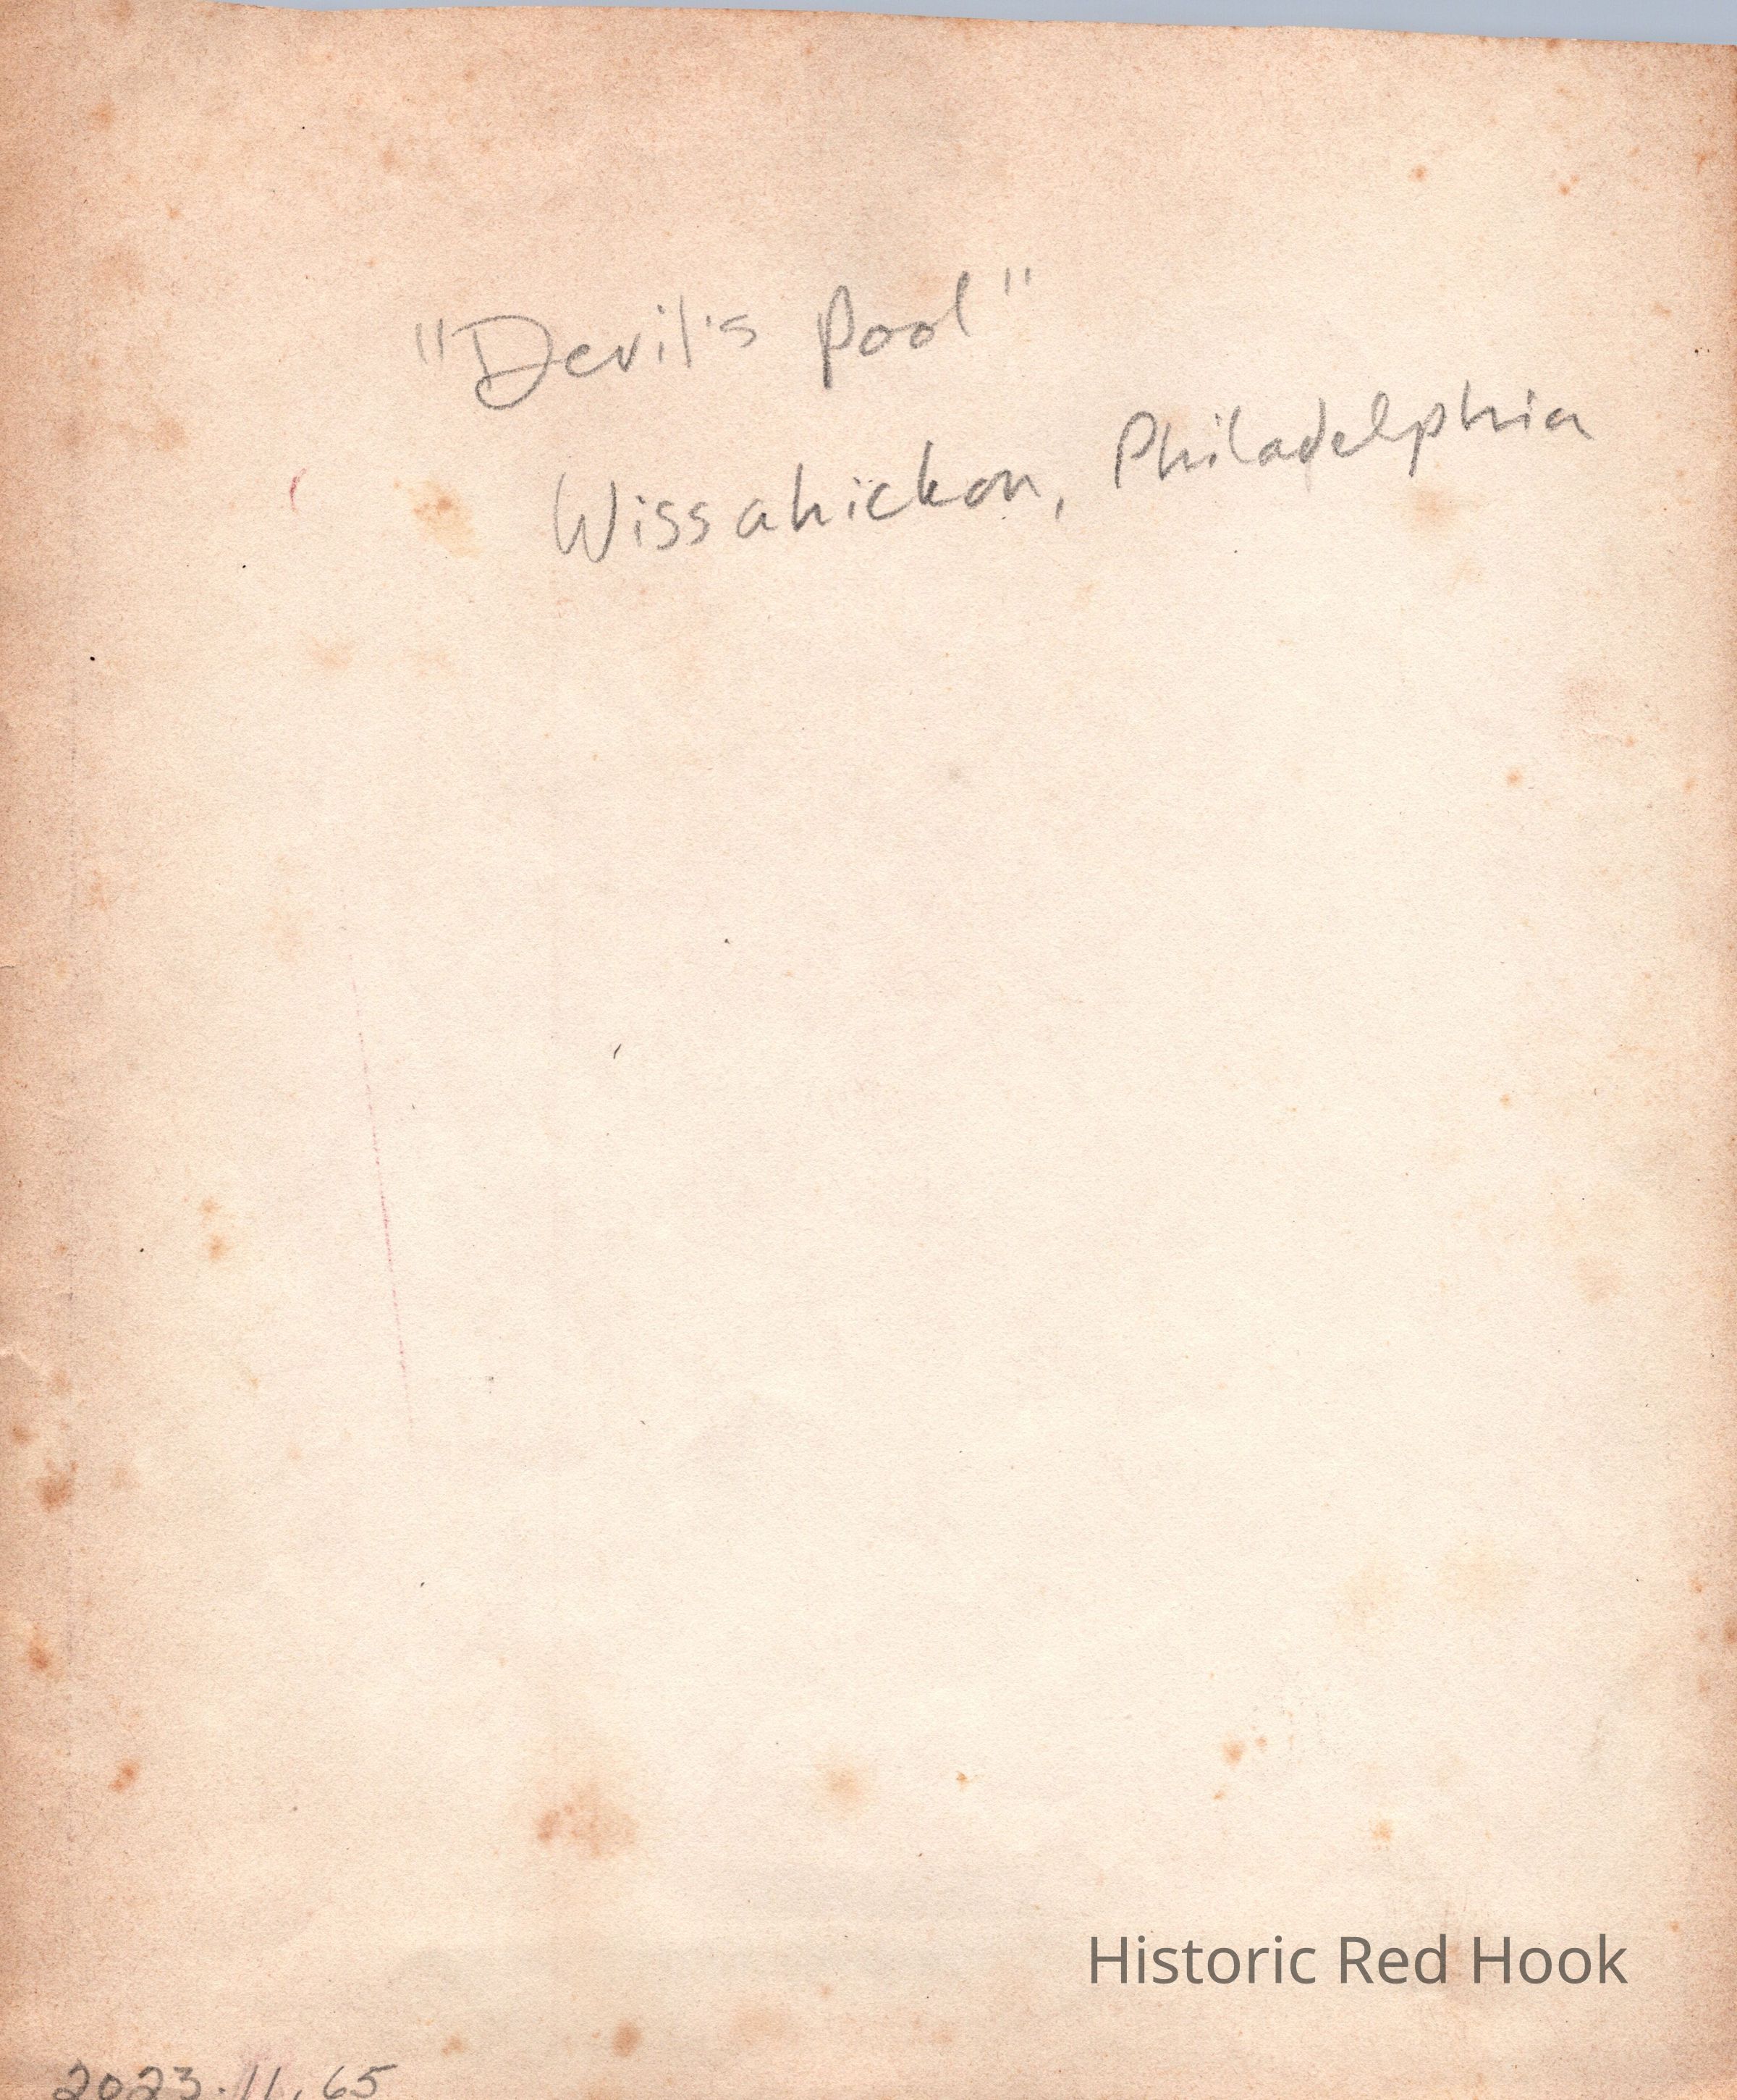 "Devil's Pool"
Wissahickon, Philadelphia
Historic Red Hook
2023.11.65